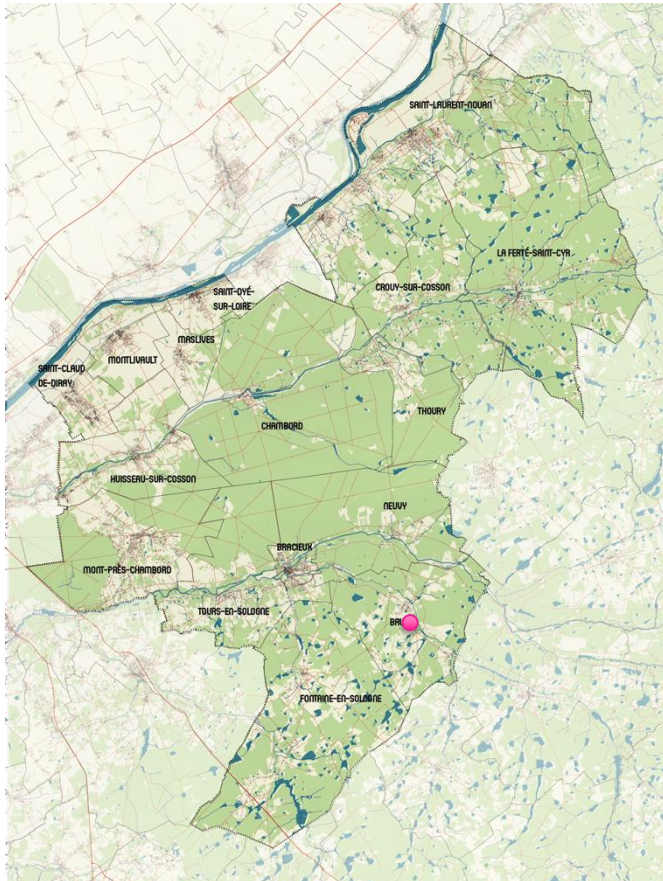 SAINT-LAURENT-NOUAN
LA FERTÉ-SAINT-CYR
CROUY-SUR-COSSON
SAINT-DYÉ-
SUR-LOIRE
MASLIVES
MONTLIVAULT
SAINT-CLAUD
DE-DIRAY
THOURY
CHAMBORD
HUISSEAU-SUR-COSSON
NEUVY
BRACIEUX
MONT-PRÈS-CHAMBORD
TOURS-EN-SOLOGNE
FONTAINE-EN-SOLOGNE